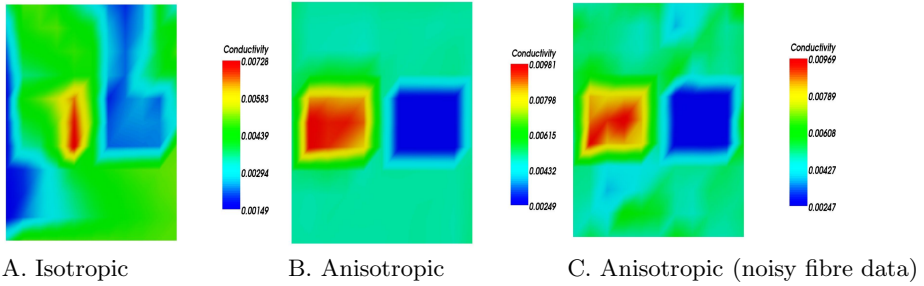 Conductivity
0.00728
0.00583
0.00439
0.00294
0.00149
Conductivity
0.00981
0.00798
0.00615
0.00432
0.00249
Conductivity
0.00969
0.00788
0.00608
0.00427
0.00247
A. Isotropic
B. Anisotropic
C. Anisotropic (noisy fibre data)